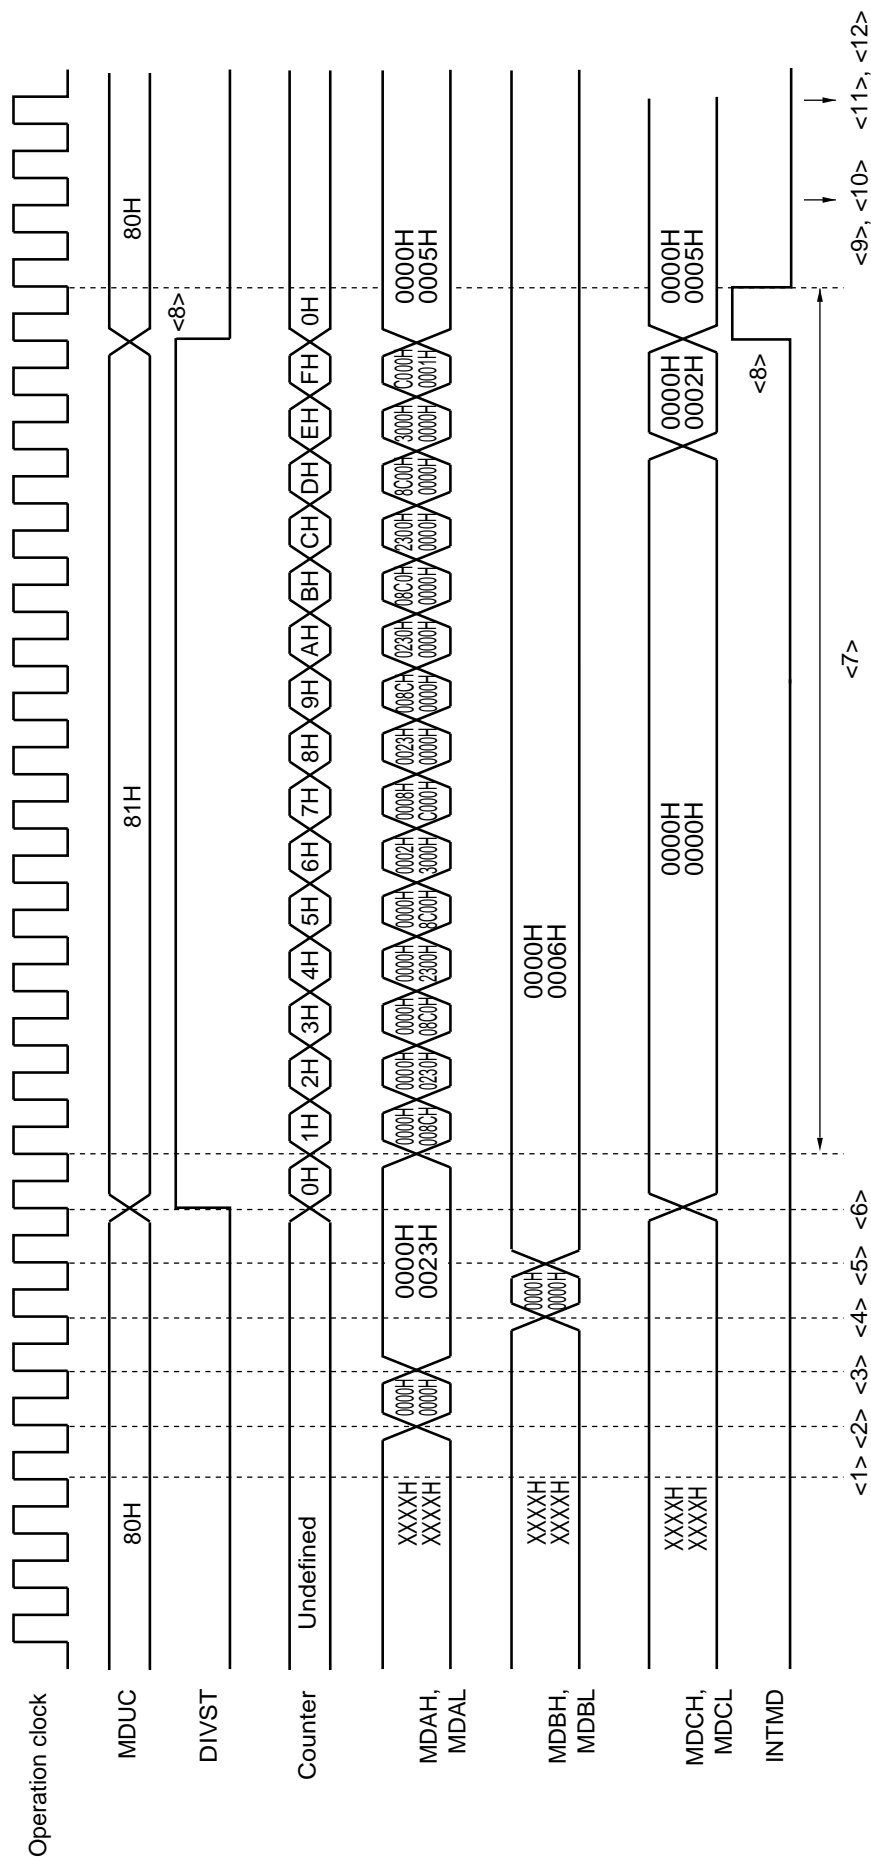 Operation clock
MDUC
80H
81H
80H
DIVST
<8>
Counter
Undefined
0H
1H
2H
3H
4H
5H
6H
7H
8H
9H
AH
BH
CH
DH
EH
FH
0H
MDAH,
MDAL
XXXXH
XXXXH
0000H
0000H
0000H
0023H
0000H
008CH
0000H
0230H
0000H
08C0H
0000H
2300H
0000H
8C00H
0002H
3000H
0008H
C000H
0023H
0000H
008CH
0000H
0230H
0000H
08C0H
0000H
2300H
0000H
8C00H
0000H
3000H
0000H
C000H
0001H
0000H
0005H
MDBH,
MDBL
XXXXH
XXXXH
0000H
0000H
0000H
0006H
MDCH,
MDCL
XXXXH
XXXXH
0000H
0000H
0000H
0002H
0000H
0005H
INTMD
<8>
<1>
<2>
<3>
<4>
<5>
<6>
<7>
<9>, <10>
<11>, <12>